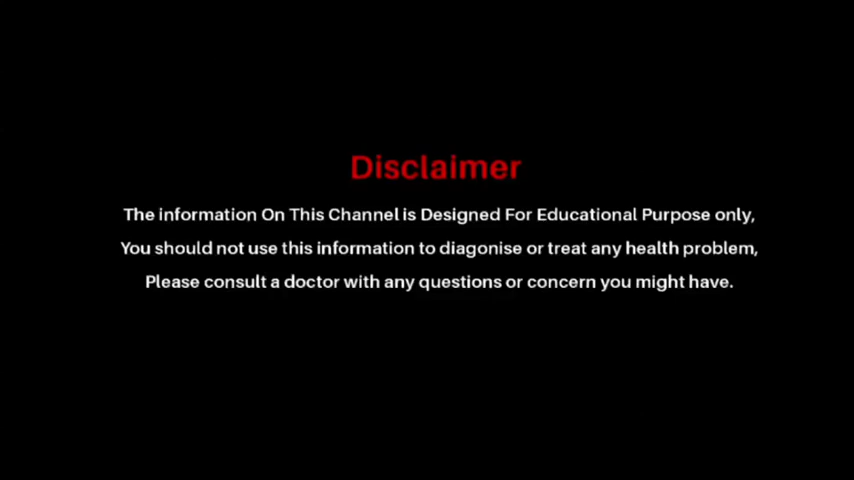 Disclaimer
The information On This Channel is Designed For Educational Purpose only,
You should not use this information to diagonise or treat any health problem,
Please consult a doctor with any questions or concern you might have.